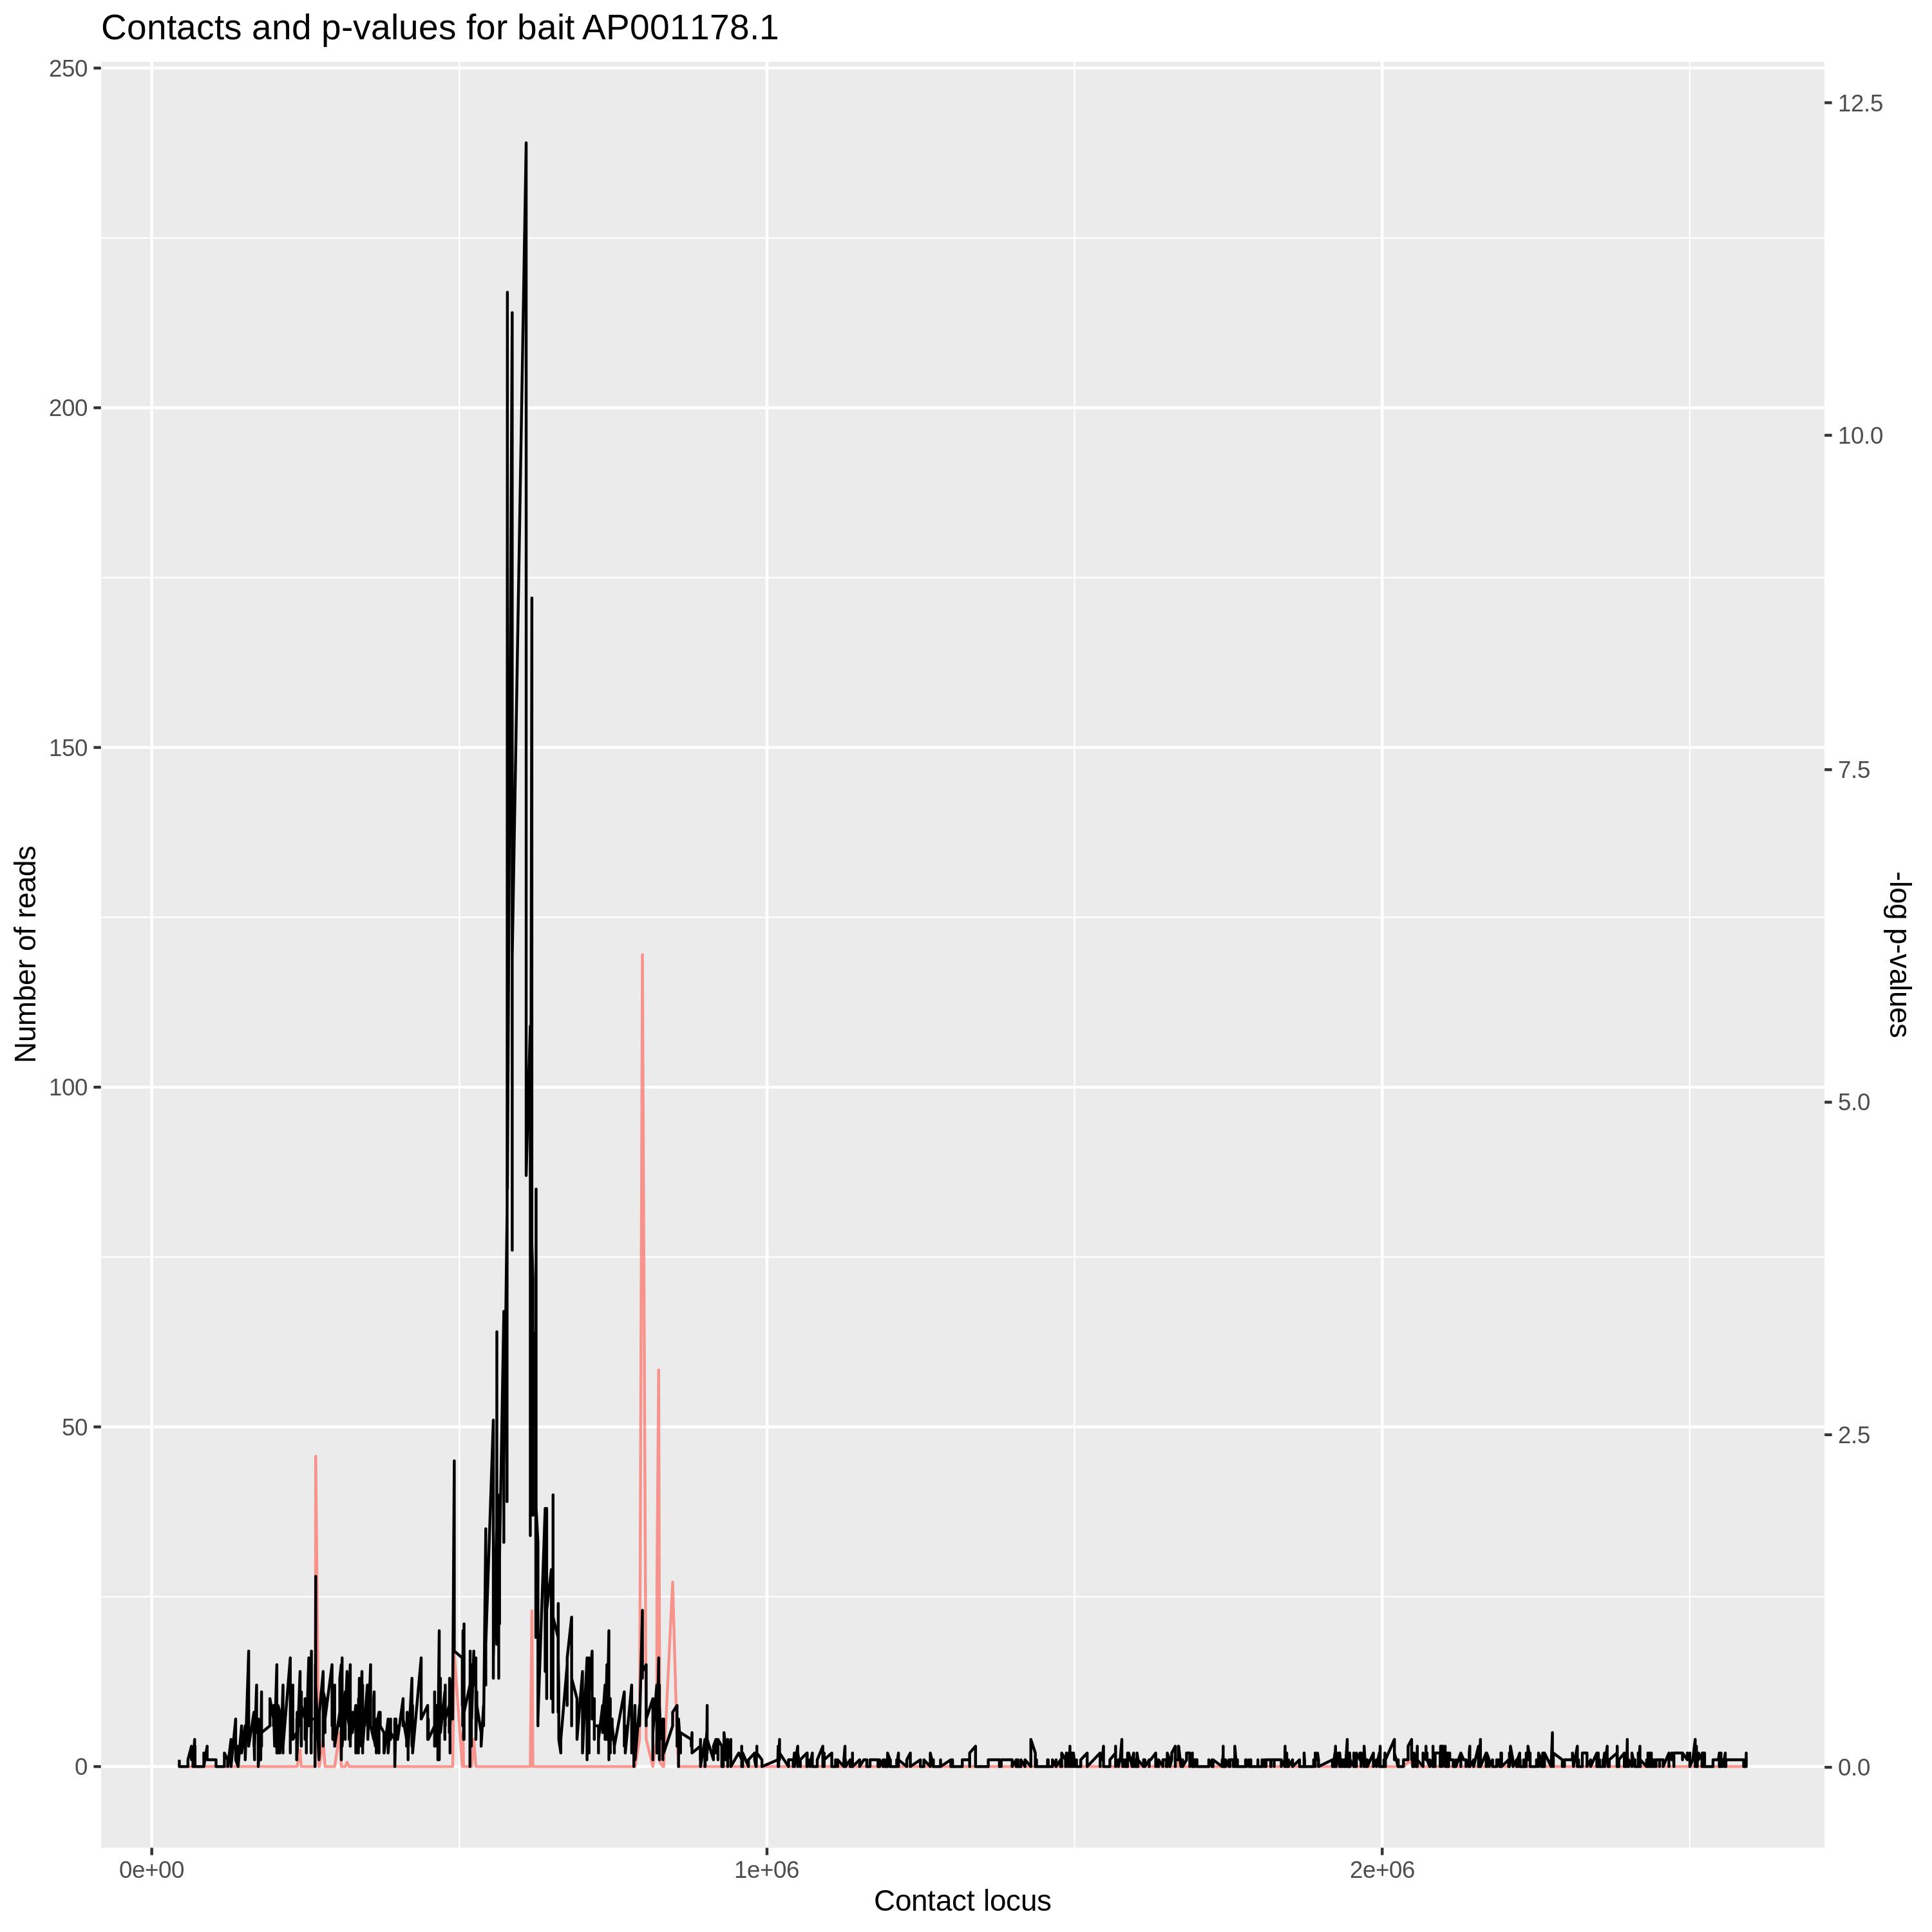 Contacts and p-values for bait AP001178.1
250
200
150
100
50
0
12.5
10.0
7.5
5.0
2.5
0.0
Number of reads
-log p-values
0e+00
1e+06
2e+06
Contact locus